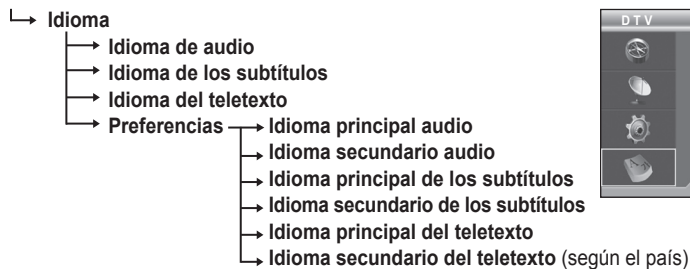 Idioma
DTV
Idioma de audio
Idioma de los subtítulos
Idioma del teletexto
Preferencias Idioma principal audio
Idioma secundario audio
Idioma principal de los subtítulos
Idioma secundario de los subtítulos
Idioma principal del teletexto
Idioma secundario del teletexto (según el país)